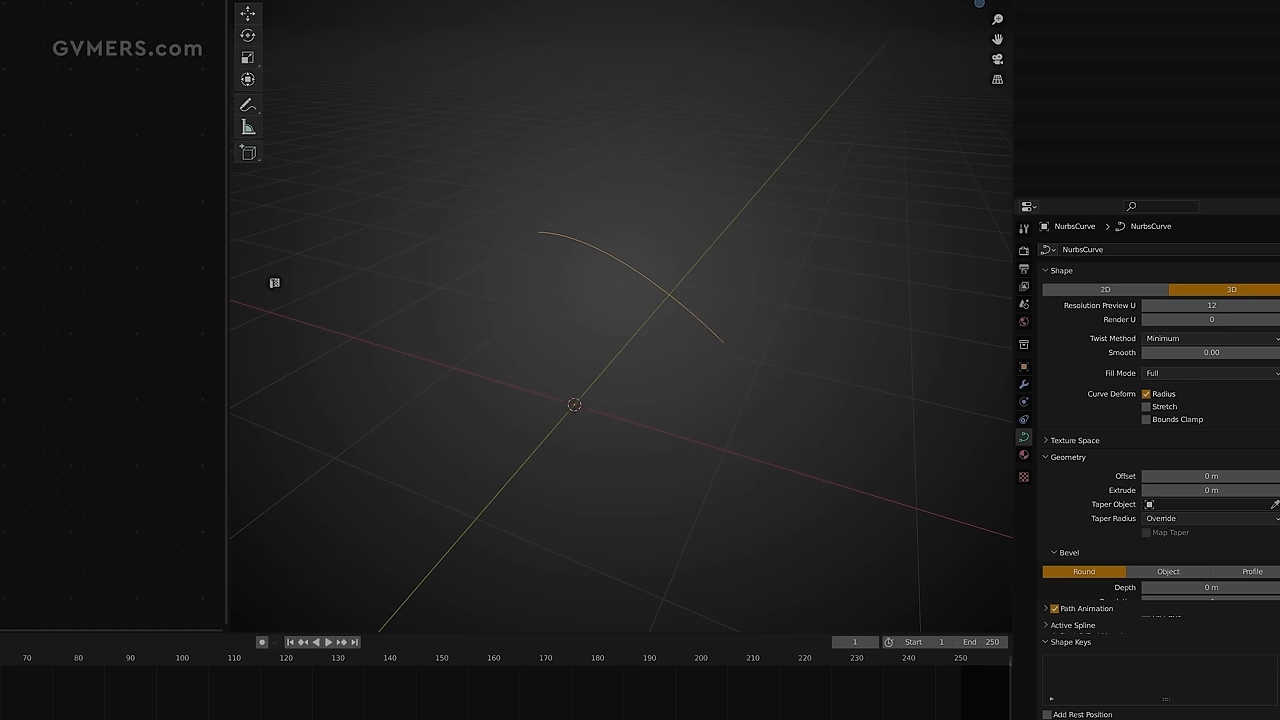 GVMERS.com
NurbsCurve > NurbsCurve
NurbsCurve
Shape
2D 3D
Resolution Preview U 12
Render U 0
Twist Method Minimum
Smooth 0.00
Fill Mode Full
Curve Deform Radius
Stretch
Bounds Clamp
Texture Space
Geometry
Offset 0 m
Extrude 0 m
Taper Object
Taper Radius Override
Map Taper
Bevel
Round Object Profile
Depth 0 m
Path Animation
Active Spline
Shape Keys
Add Rest Position
1 Start 1 End 250
70 80 90 100 110 120 130 140 150 160 170 180 190 200 210 220 230 240 250